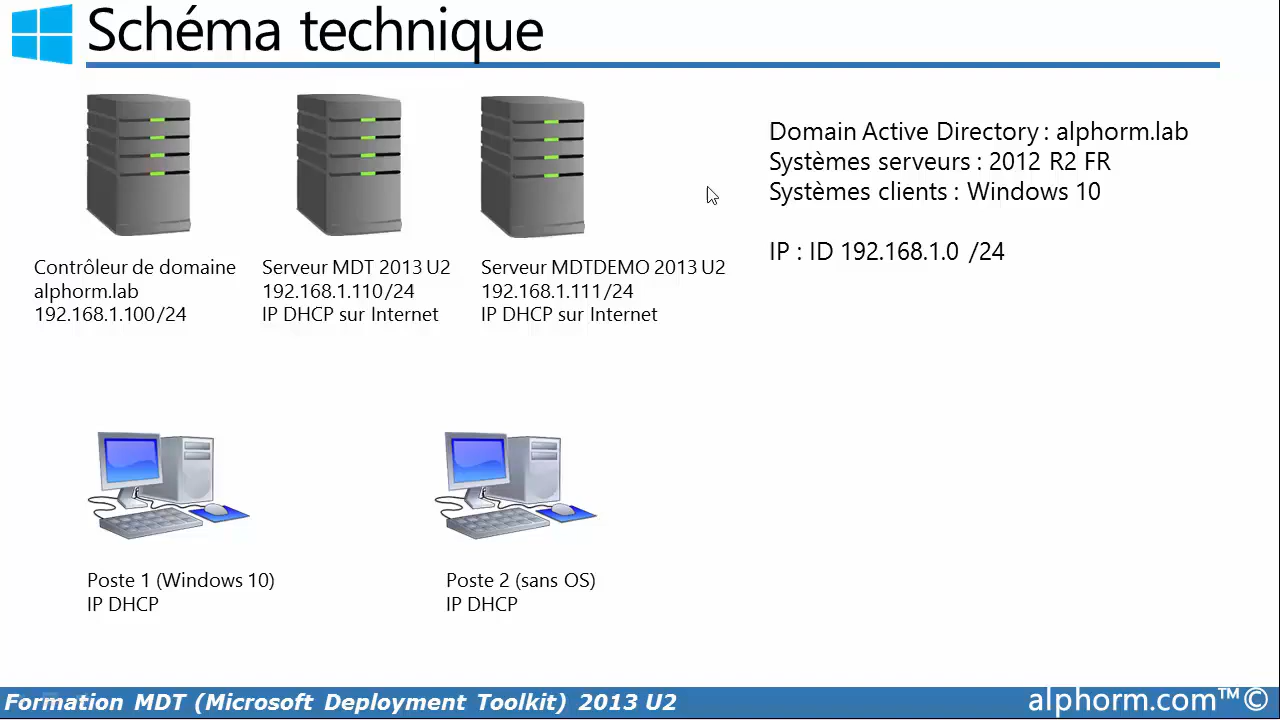 Schéma technique
Domain Active Directory : alphorm.lab
Systèmes serveurs : 2012 R2 FR
Systèmes clients : Windows 10
IP : ID 192.168.1.0 /24
Contrôleur de domaine
alphorm.lab
192.168.1.100/24
Serveur MDT 2013 U2
192.168.1.110/24
IP DHCP sur Internet
Serveur MDTDEMO 2013 U2
192.168.1.111/24
IP DHCP sur Internet
Poste 1 (Windows 10)
IP DHCP
Poste 2 (sans OS)
IP DHCP
Formation MDT (Microsoft Deployment Toolkit) 2013 U2
alphorm.com™©